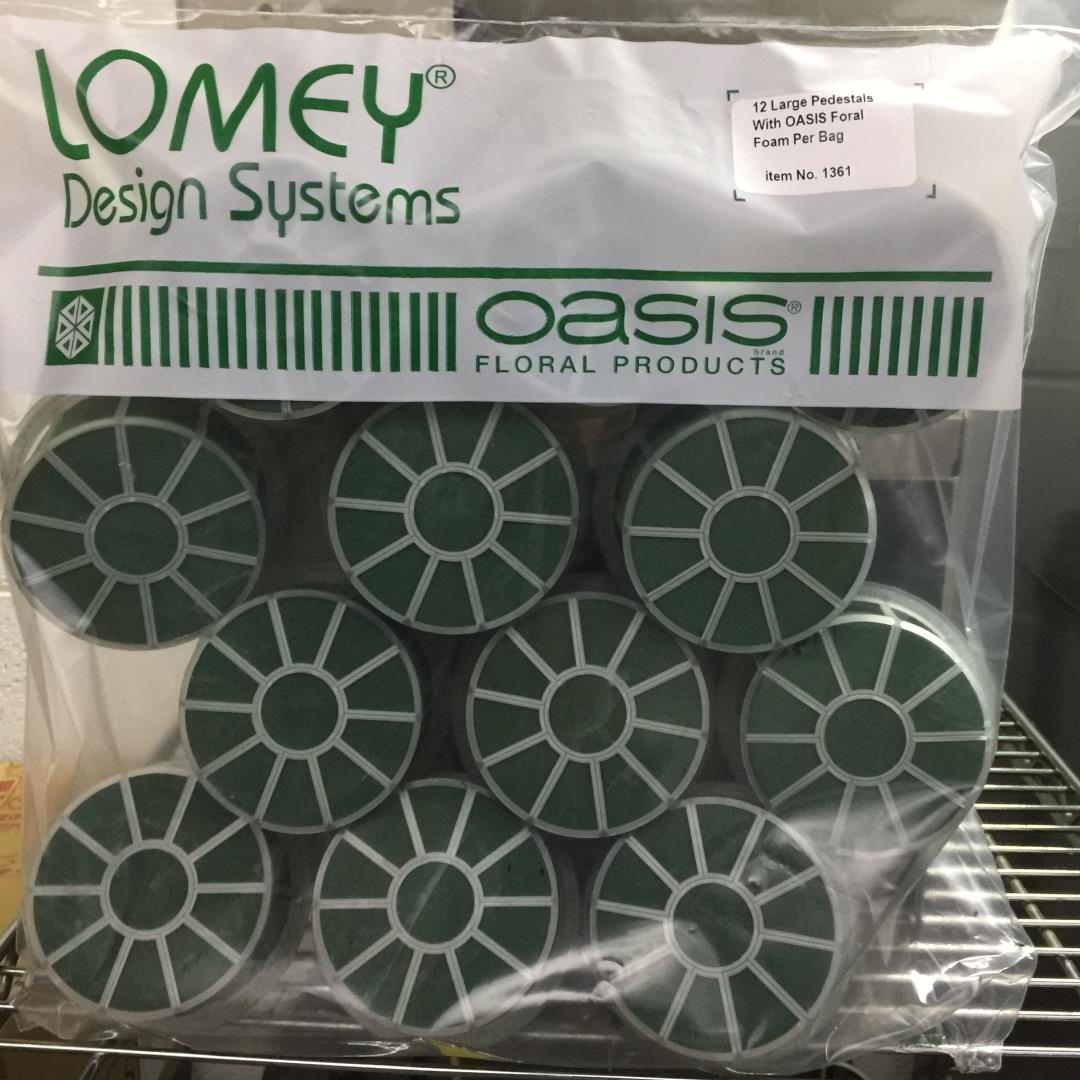 LOMEY®
Design Systems
12 Large Pedestals
With OASIS Foral
Foam Per Bag
item No. 1361
oasis®
brand
FLORAL PRODUCTS